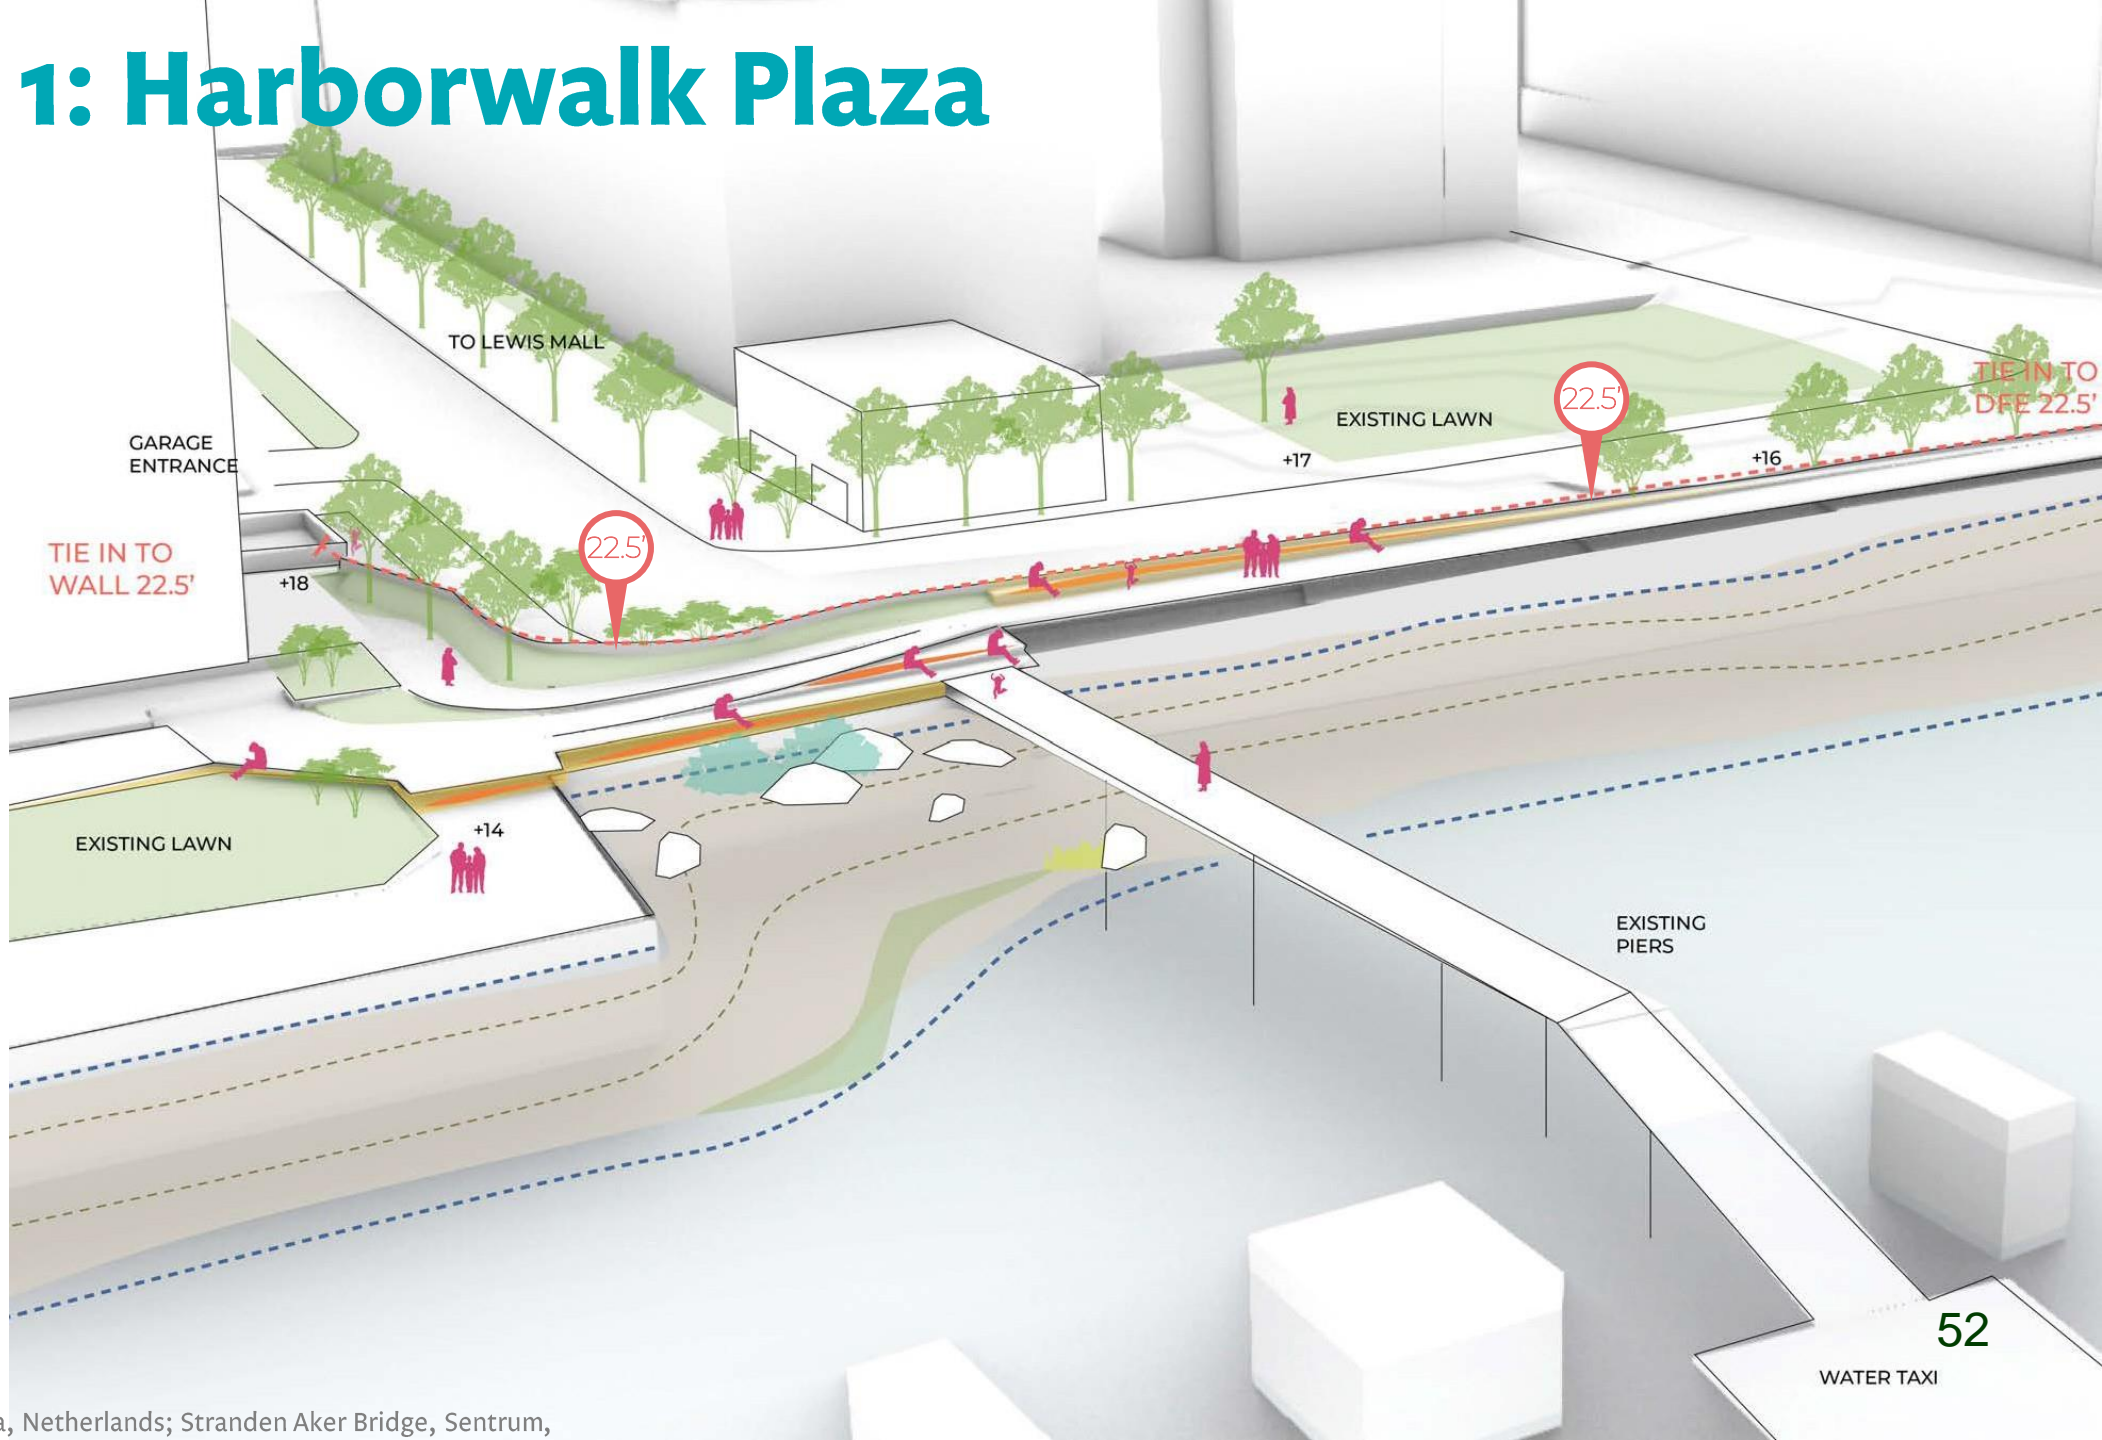 1: Harborwalk Plaza
TO LEWIS MALL
GARAGE
ENTRANCE
TIE IN TO
WALL 22.5'
+18
22.5'
EXISTING LAWN
+17
22.5'
+16
TIE IN TO
DFE 22.5'
EXISTING LAWN
+14
EXISTING
PIERS
52
WATER TAXI
, Netherlands; Stranden Aker Bridge, Sentrum,